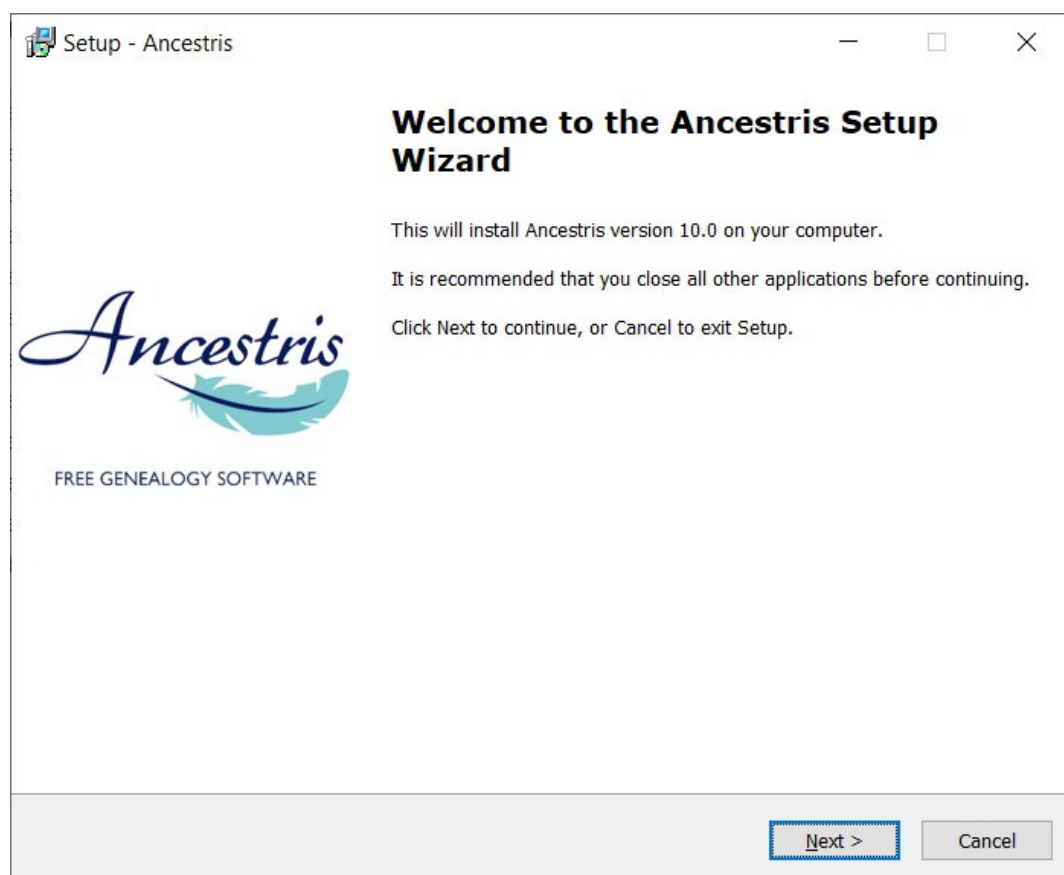 Setup - Ancestris
Welcome to the Ancestris Setup
Wizard
This will install Ancestris version 10.0 on your computer.
It is recommended that you close all other applications before continuing.
Click Next to continue, or Cancel to exit Setup.
Ancestris
FREE GENEALOGY SOFTWARE
Next >
Cancel